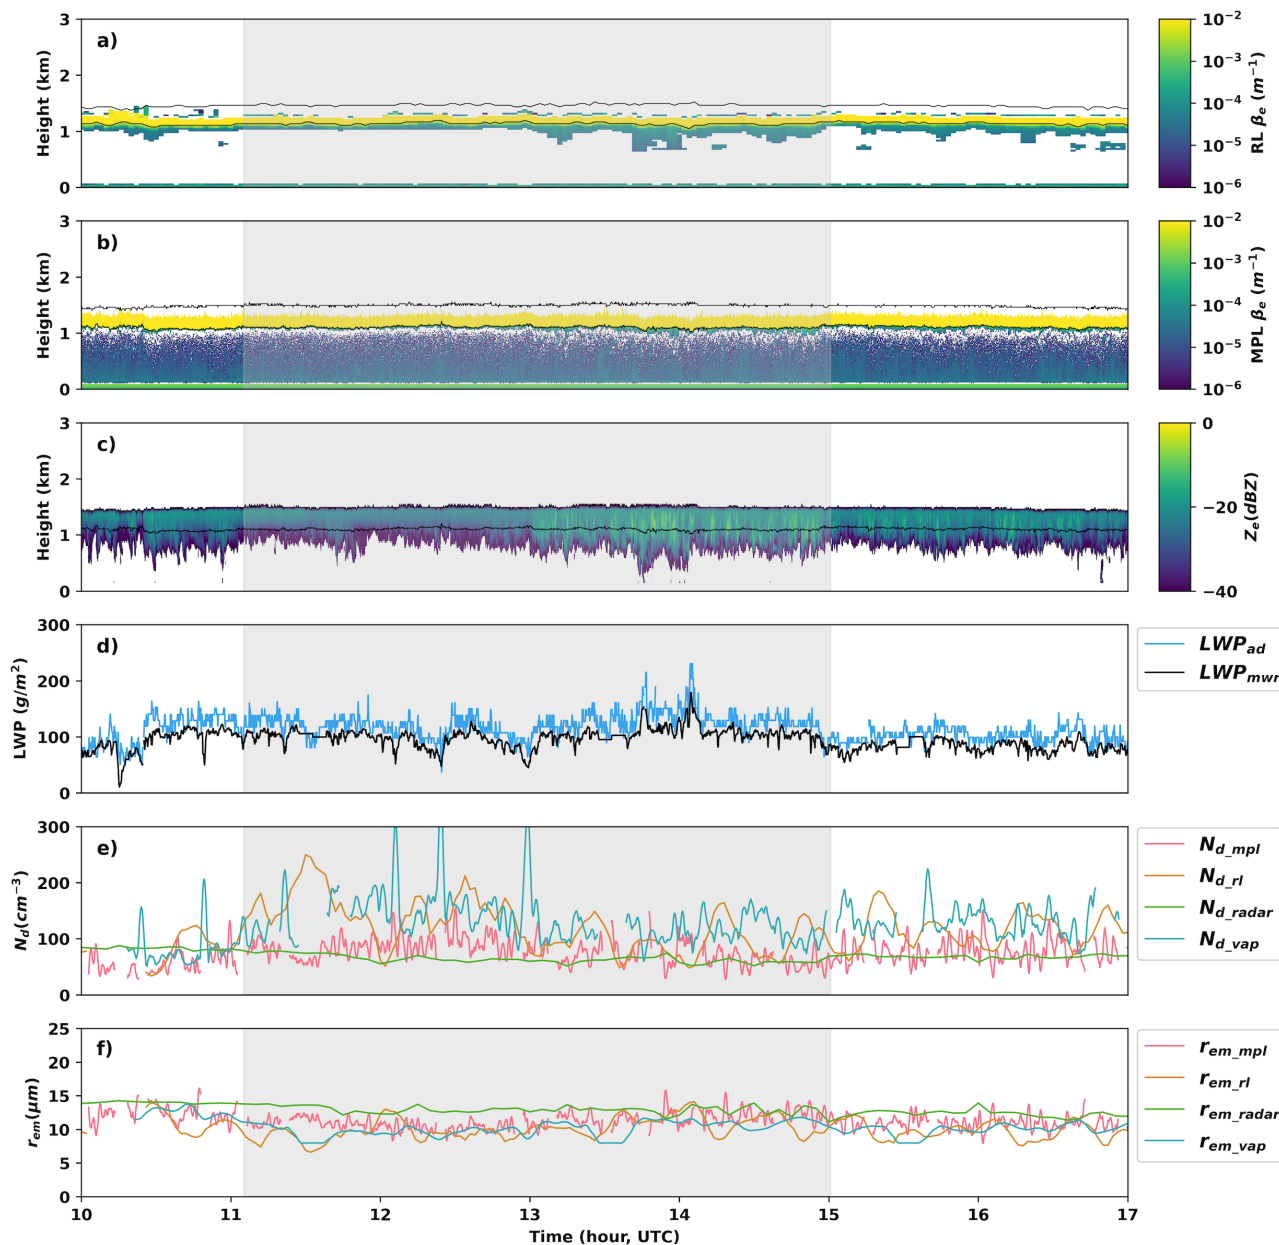 a)
Height (km)
3
2
1
0
10^-2
10^-3
10^-4
10^-5
10^-6
RL β_e (m^-1)
b)
Height (km)
3
2
1
0
10^-2
10^-3
10^-4
10^-5
10^-6
MPL β_e (m^-1)
c)
Height (km)
3
2
1
0
0
−20
−40
Z_e(dBZ)
d)
LWP (g/m^2)
300
200
100
0
LWP_ad
LWP_mwr
e)
N_d(cm^-3)
300
200
100
0
N_d_mpl
N_d_rl
N_d_radar
N_d_vap
f)
r_em(μm)
25
20
15
10
5
0
r_em_mpl
r_em_rl
r_em_radar
r_em_vap
10 11 12 13 14 15 16 17
Time (hour, UTC)